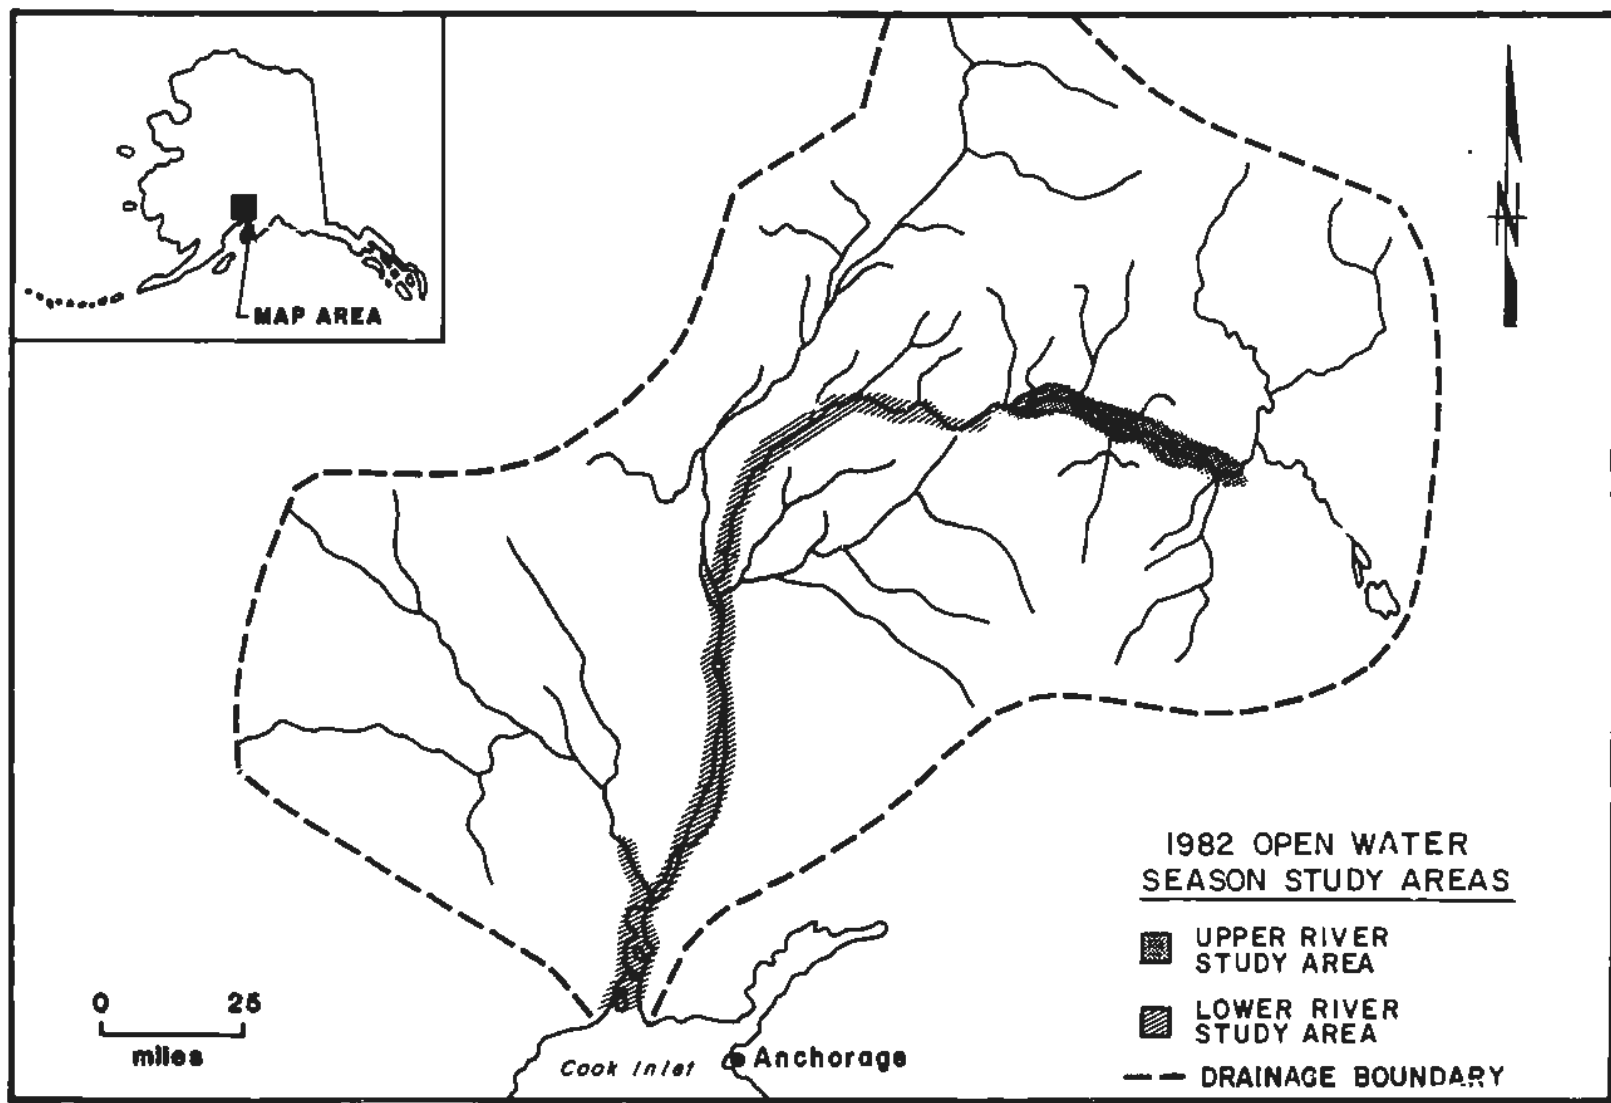 MAP AREA
N
1982 OPEN WATER
SEASON STUDY AREAS
UPPER RIVER
STUDY AREA
LOWER RIVER
STUDY AREA
DRAINAGE BOUNDARY
0 25
miles
Cook Inlet
Anchorage